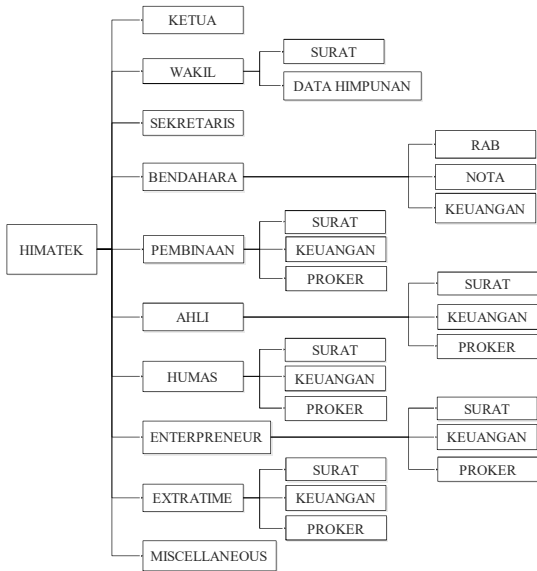 KETUA
SURAT
WAKIL
DATA HIMPUNAN
SEKRETARIS
RAB
BENDAHARA
NOTA
KEUANGAN
SURAT
HIMATEK
PEMBINAAN
KEUANGAN
PROKER
SURAT
AHLI
KEUANGAN
PROKER
SURAT
HUMAS
KEUANGAN
PROKER
SURAT
ENTERPRENEUR
KEUANGAN
PROKER
SURAT
EXTRATIME
KEUANGAN
PROKER
MISCELLANEOUS